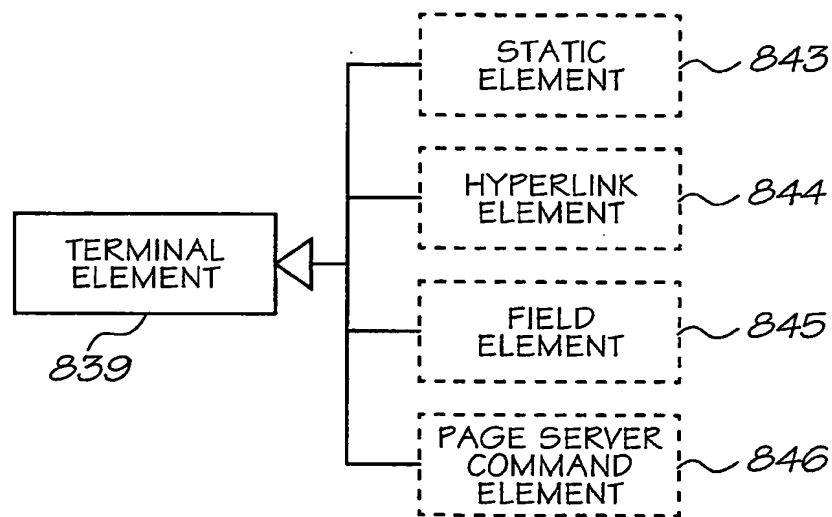 STATIC
ELEMENT
843
HYPERLINK
ELEMENT
844
TERMINAL
ELEMENT
839
FIELD
ELEMENT
845
PAGE SERVER
COMMAND
ELEMENT
846